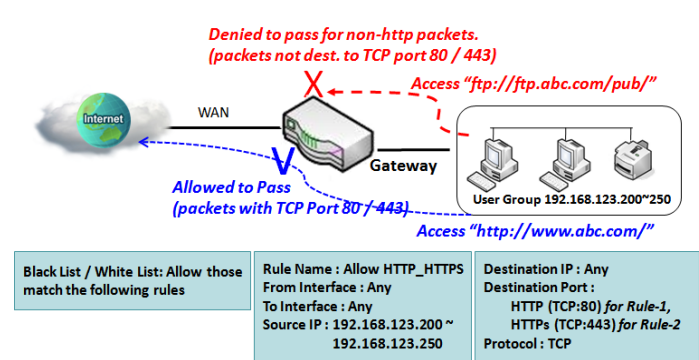 Denied to pass for non-http packets.
(packets not dest. to TCP port 80 / 443)
X
Access “ftp://ftp.abc.com/pub/”
Internet
WAN
V
Gateway
Allowed to Pass
(packets with TCP Port 80 / 443)
User Group 192.168.123.200~250
Access “http://www.abc.com/”
Black List / White List: Allow those
match the following rules
Rule Name : Allow HTTP_HTTPS
From Interface : Any
To Interface : Any
Source IP : 192.168.123.200 ~
192.168.123.250
Destination IP : Any
Destination Port :
HTTP (TCP:80) for Rule-1,
HTTPs (TCP:443) for Rule-2
Protocol : TCP